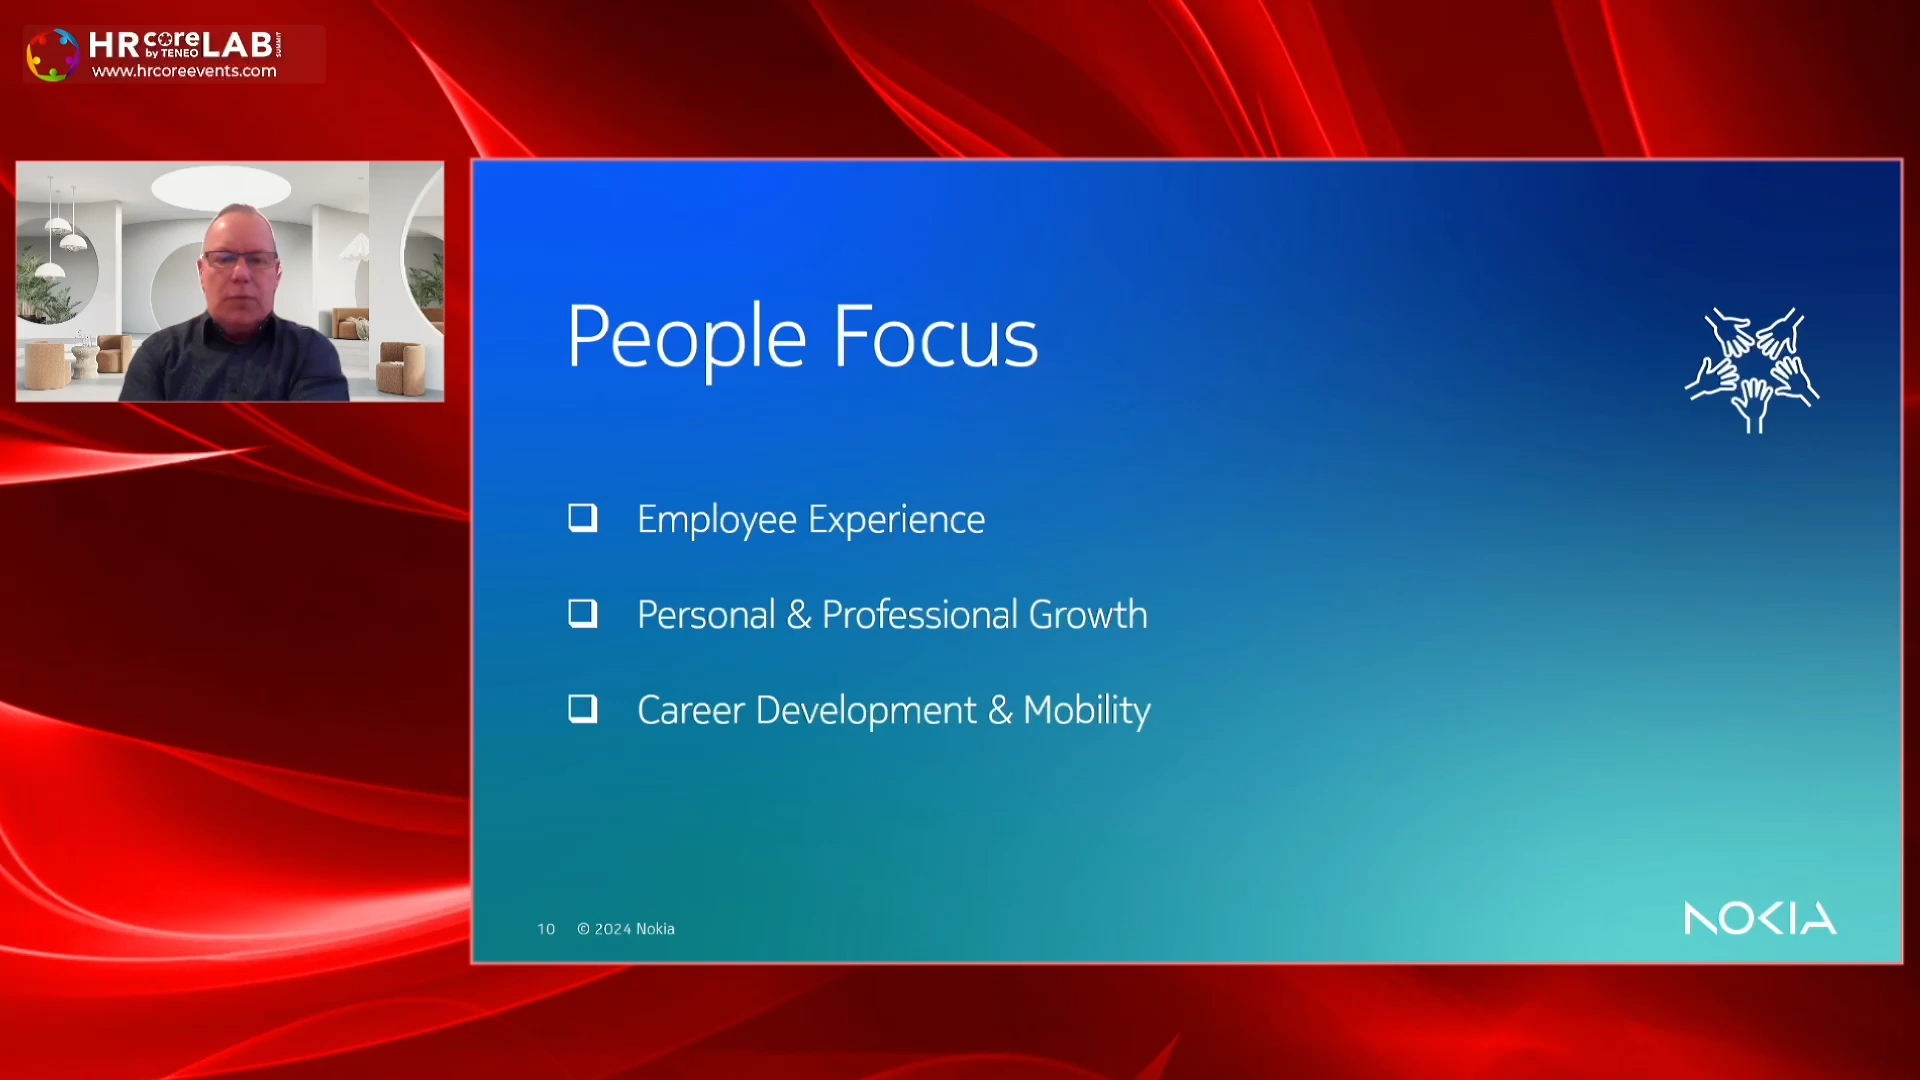 HR core LAB SUMMIT
by TENEO
www.hrcoreevents.com
People Focus
Employee Experience
Personal & Professional Growth
Career Development & Mobility
10 © 2024 Nokia
NOKIA